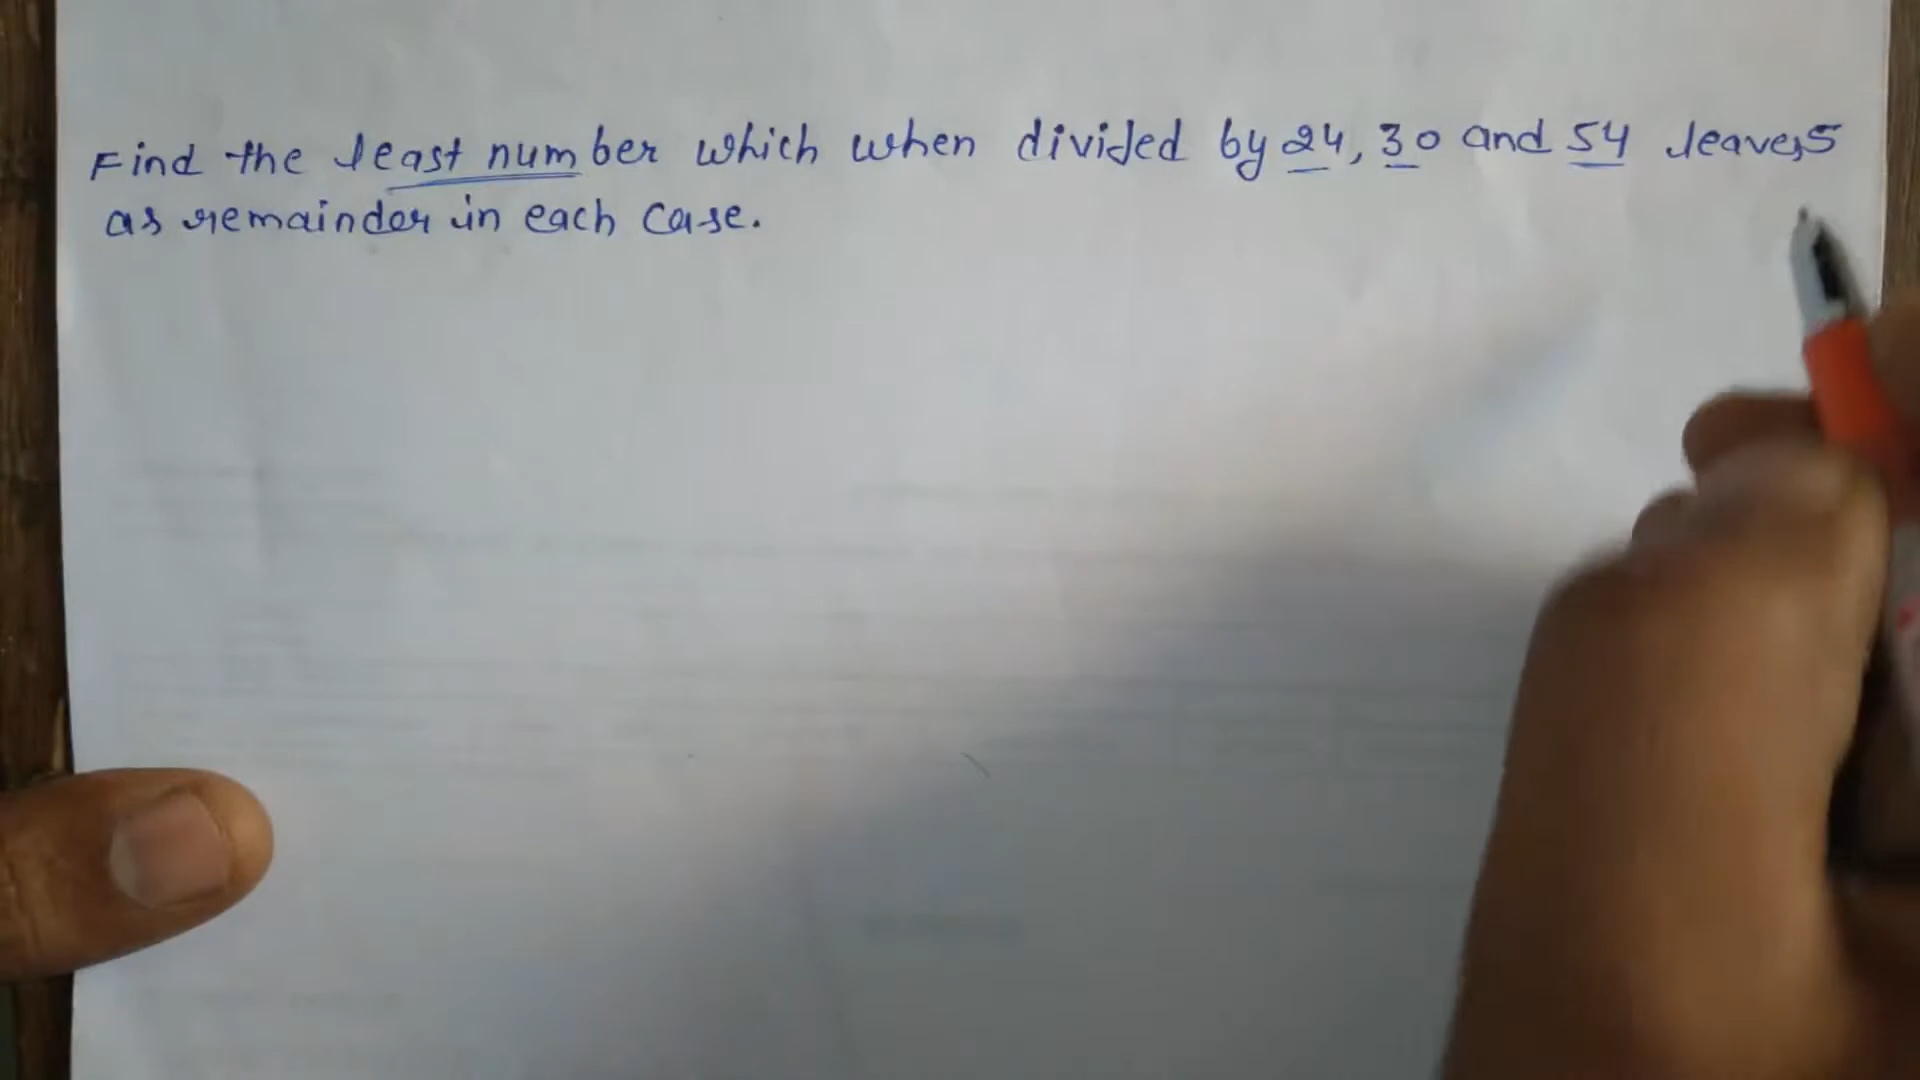 Find the least number which when divided by 24, 30 and 54 leaves 5
as remainder in each case.